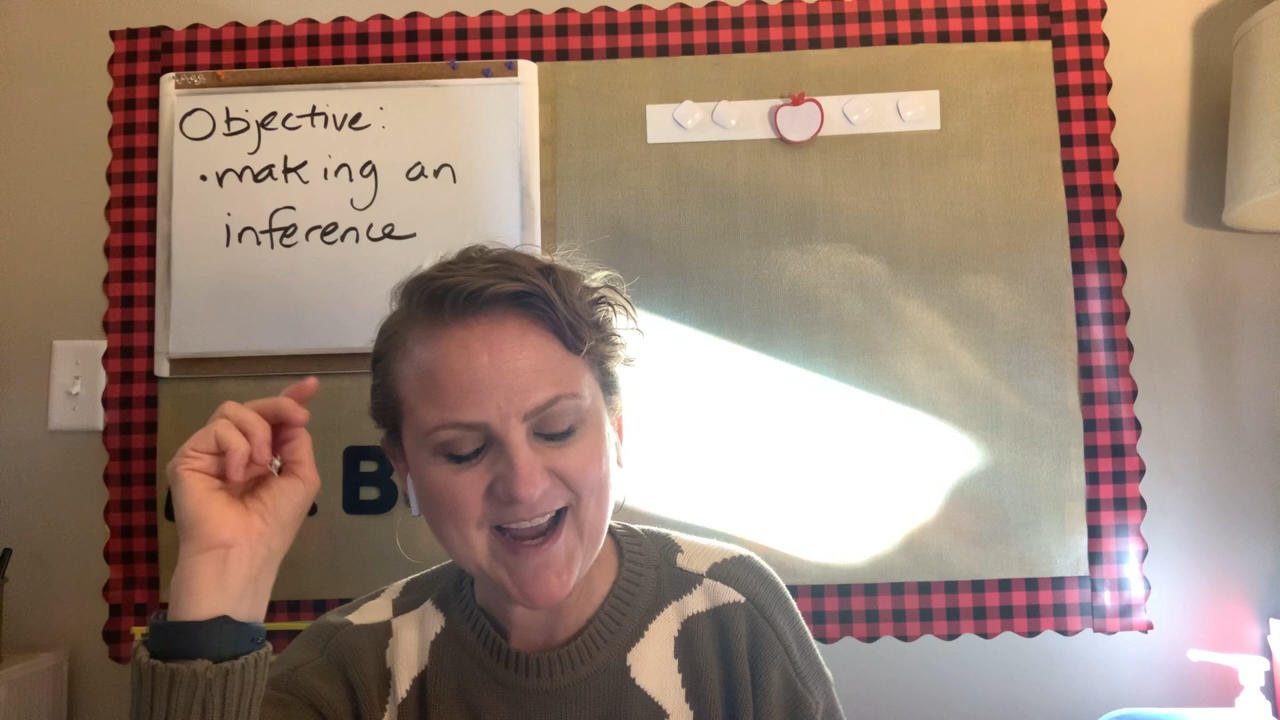 Objective:
• making an
inference
B